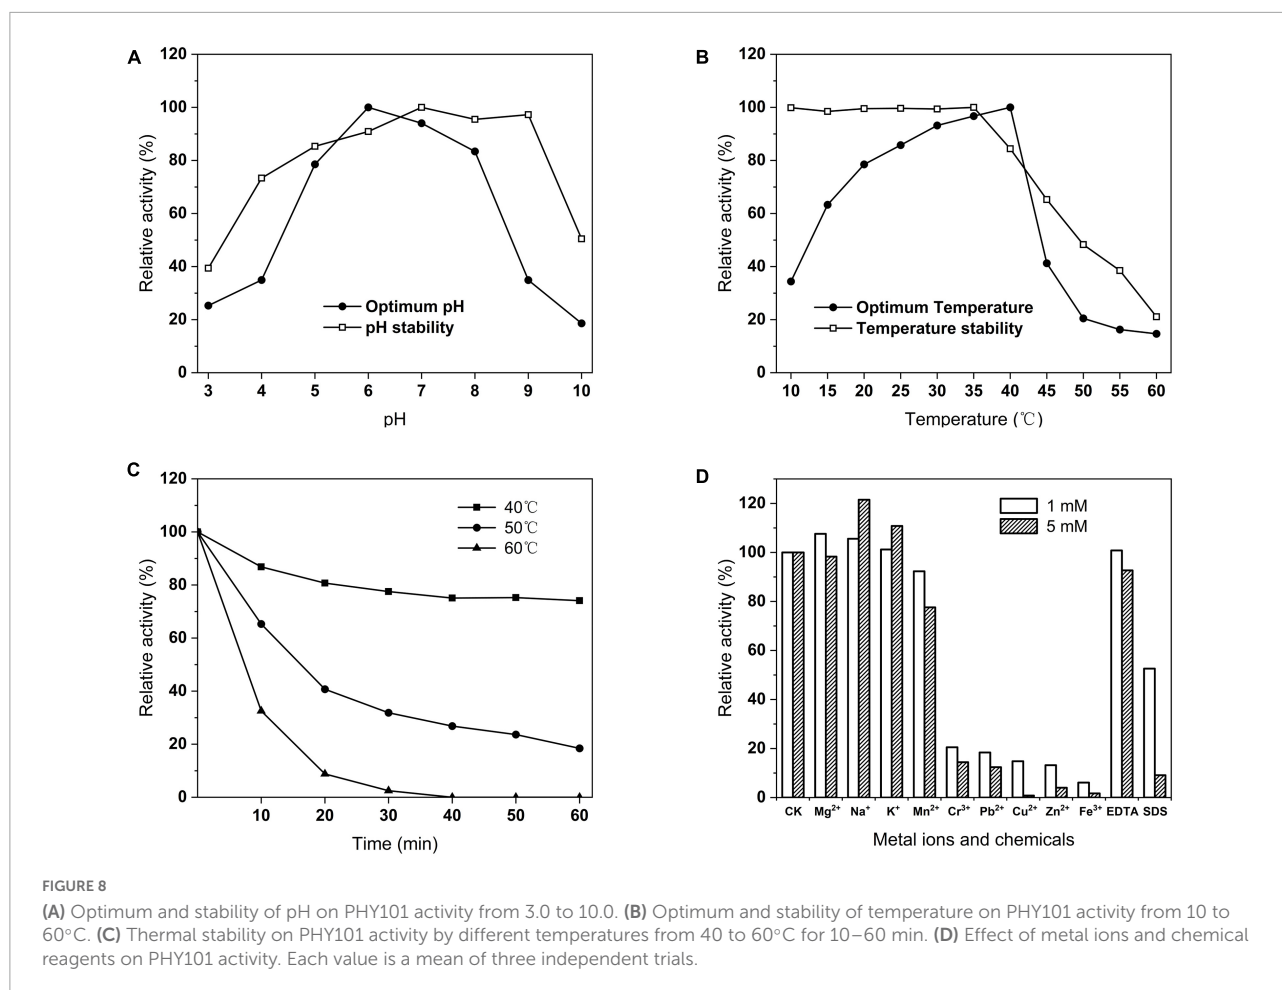 A
120
100
80
60
40
20
0
Relative activity (%)
Optimum pH
pH stability
3 4 5 6 7 8 9 10
pH
B
120
100
80
60
40
20
0
Relative activity (%)
Optimum Temperature
Temperature stability
10 15 20 25 30 35 40 45 50 55 60
Temperature (℃)
C
120
100
80
60
40
20
0
Relative activity (%)
40℃
50℃
60℃
10 20 30 40 50 60
Time (min)
D
120
100
80
60
40
20
0
Relative activity (%)
1 mM
5 mM
CK Mg²⁺ Na⁺ K⁺ Mn²⁺ Cr³⁺ Pb²⁺ Cu²⁺ Zn²⁺ Fe³⁺ EDTA SDS
Metal ions and chemicals
FIGURE 8
(A) Optimum and stability of pH on PHY101 activity from 3.0 to 10.0. (B) Optimum and stability of temperature on PHY101 activity from 10 to
60°C. (C) Thermal stability on PHY101 activity by different temperatures from 40 to 60°C for 10–60 min. (D) Effect of metal ions and chemical
reagents on PHY101 activity. Each value is a mean of three independent trials.